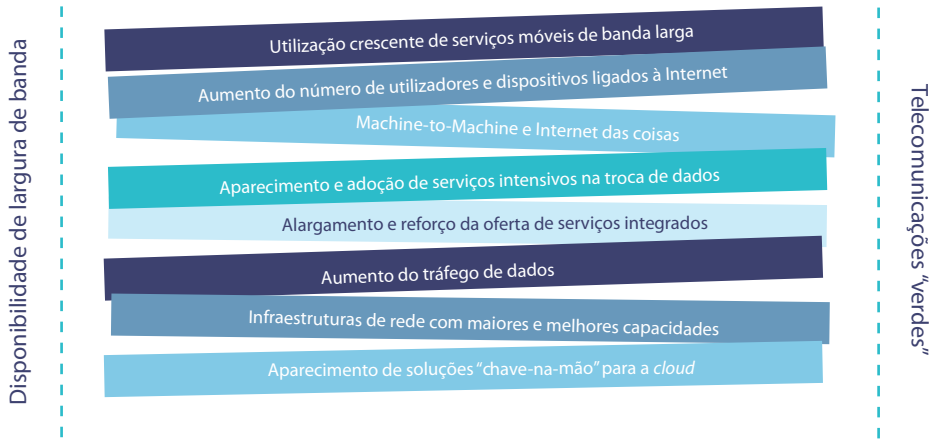 Disponibilidade de largura de banda
Utilização crescente de serviços móveis de banda larga
Aumento do número de utilizadores e dispositivos ligados à Internet
Machine-to-Machine e Internet das coisas
Aparecimento e adoção de serviços intensivos na troca de dados
Alargamento e reforço da oferta de serviços integrados
Aumento do tráfego de dados
Infraestruturas de rede com maiores e melhores capacidades
Aparecimento de soluções “chave-na-mão” para a cloud
Telecomunicações “verdes”